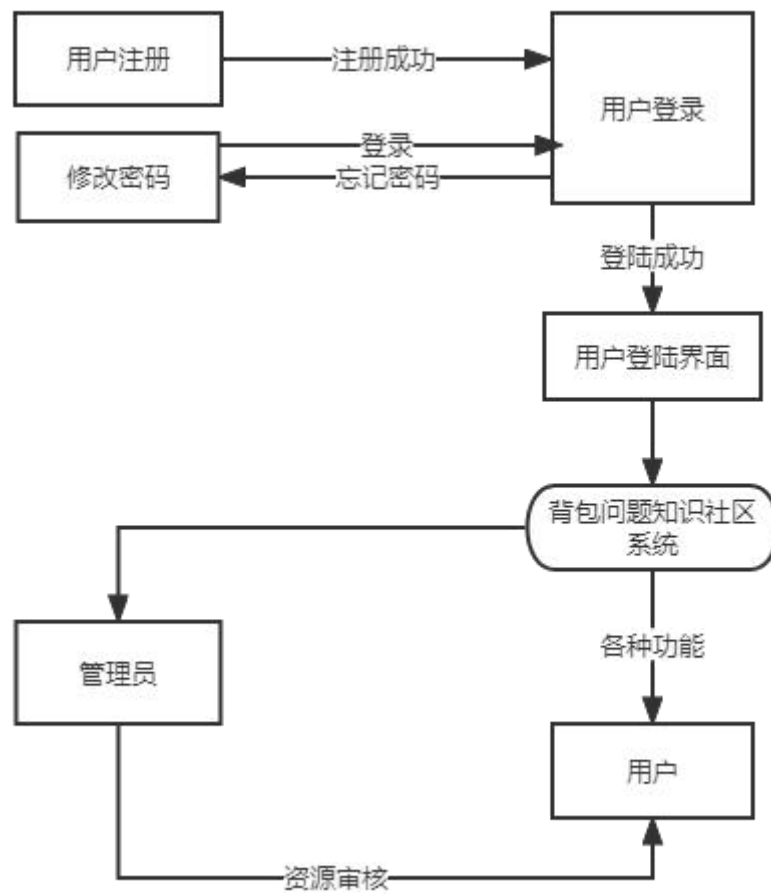 用户注册
注册成功
用户登录
修改密码
登录
忘记密码
登陆成功
用户登陆界面
背包问题知识社区
系统
管理员
各种功能
用户
资源审核